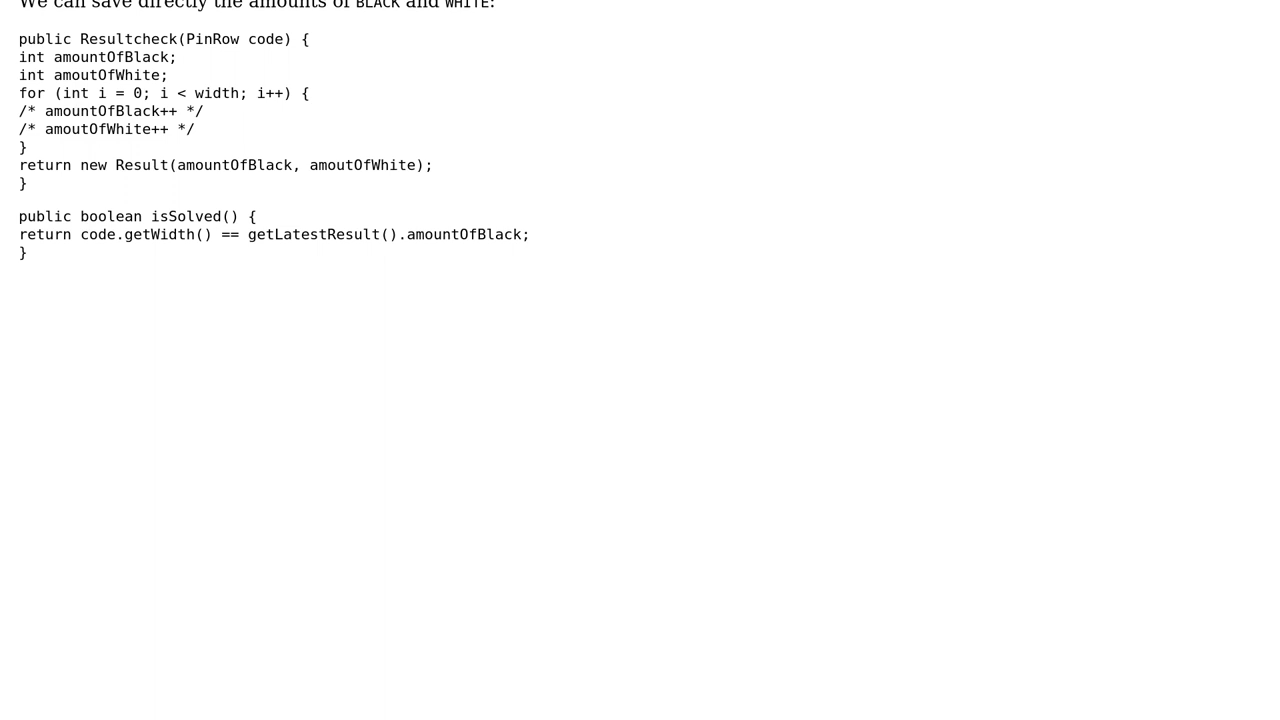 We can save directly the amounts of BLACK and WHITE:
public Resultcheck(PinRow code) {
int amountOfBlack;
int amoutOfWhite;
for (int i = 0; i < width; i++) {
/* amountOfBlack++ */
/* amoutOfWhite++ */
}
return new Result(amountOfBlack, amoutOfWhite);
}
public boolean isSolved() {
return code.getWidth() == getLatestResult().amountOfBlack;
}